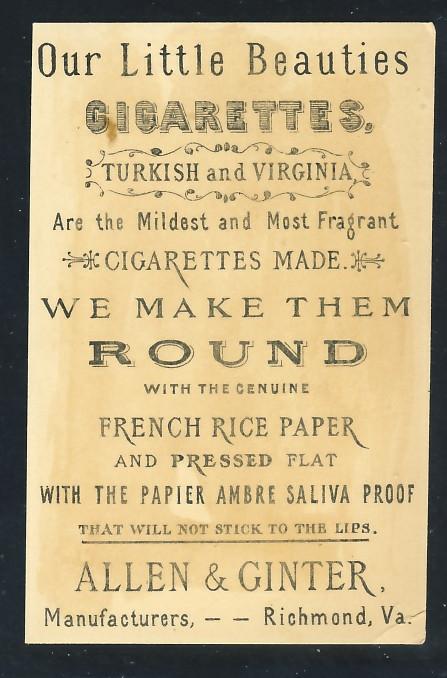 Our Little Beauties
CIGARETTES,
TURKISH and VIRGINIA,
Are the Mildest and Most Fragrant
CIGARETTES MADE.
WE MAKE THEM
ROUND
WITH THE GENUINE
FRENCH RICE PAPER
AND PRESSED FLAT
WITH THE PAPIER AMBRE SALIVA PROOF
THAT WILL NOT STICK TO THE LIPS.
ALLEN & GINTER,
Manufacturers, – – Richmond, Va.